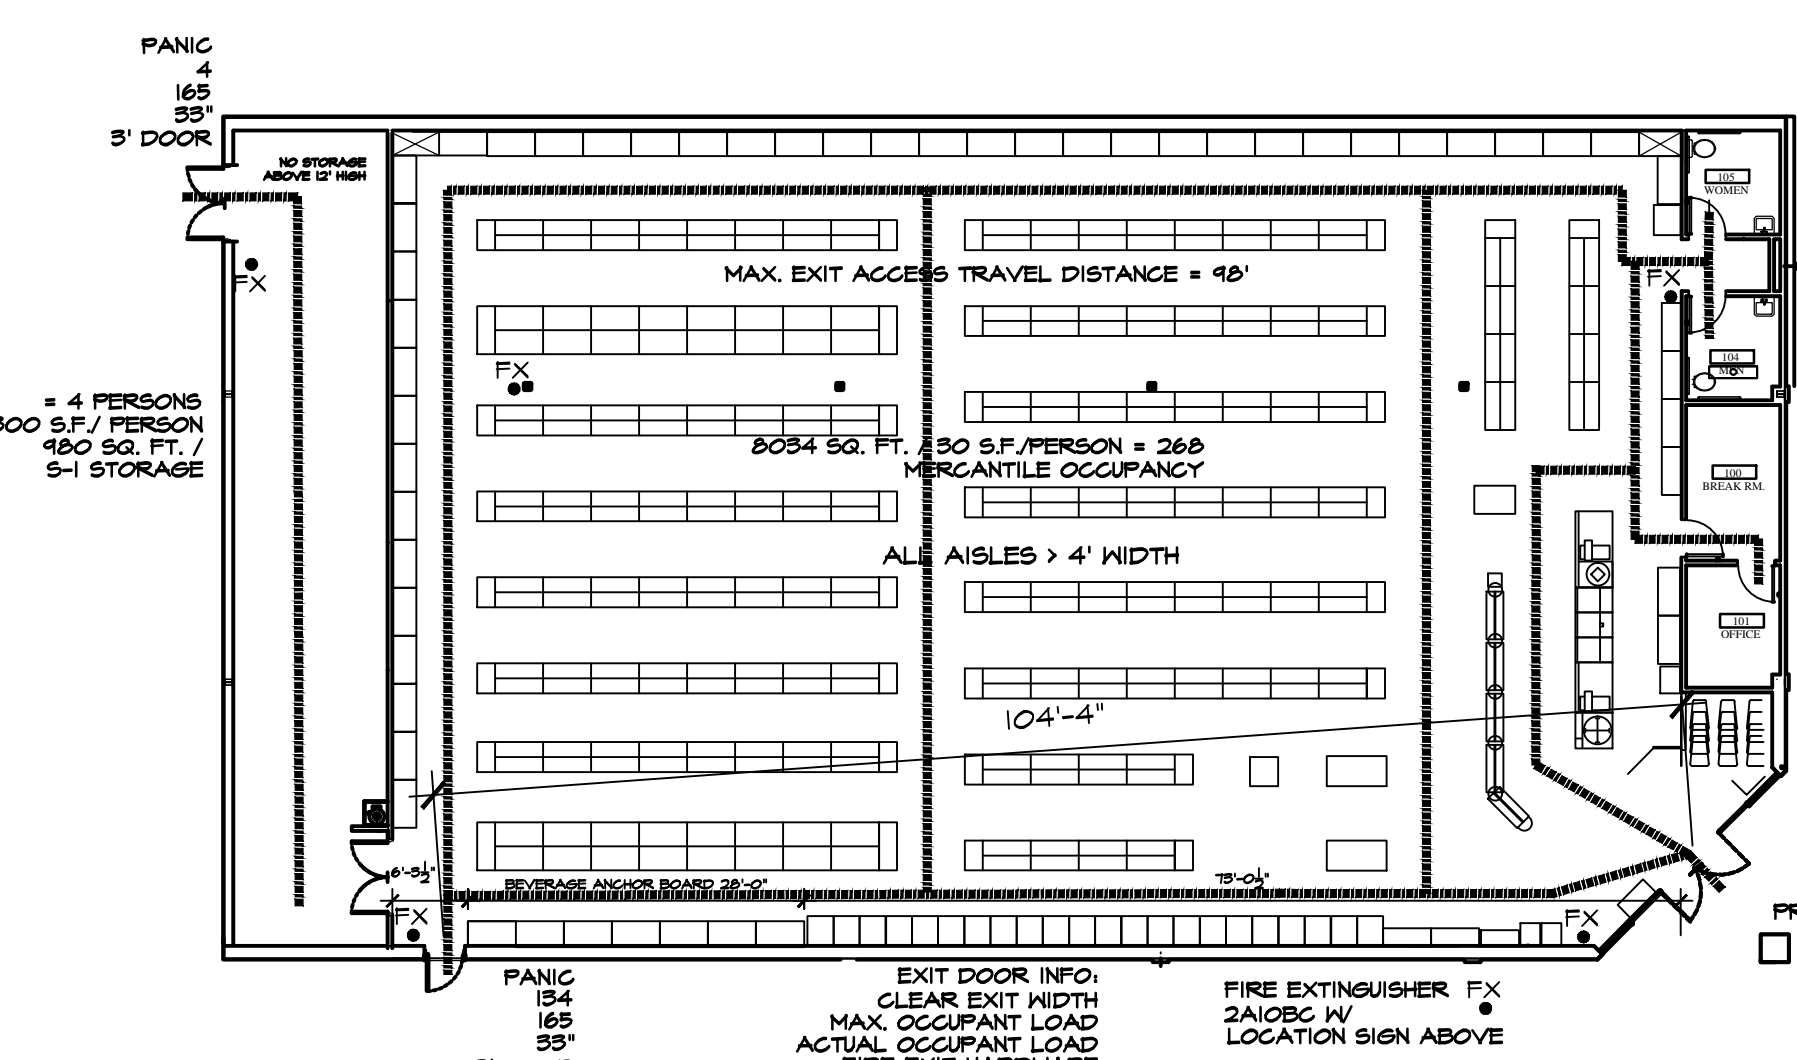 PANIC
4
165
33"
3' DOOR
NO STORAGE
ABOVE 12' HIGH
105
WOMEN
FX
MAX. EXIT ACCESS TRAVEL DISTANCE = 98'
FX
104
MEN
FX
= 4 PERSONS
300 S.F./ PERSON
980 SQ. FT. /
S-1 STORAGE
8034 SQ. FT. / 30 S.F./PERSON = 268
MERCANTILE OCCUPANCY
100
BREAK RM.
ALL AISLES > 4' WIDTH
101
OFFICE
104'-4"
6'-3½"
BEVERAGE ANCHOR BOARD 28'-0"
73'-0½"
FX
FX
PANIC
134
165
33"
EXIT DOOR INFO:
CLEAR EXIT WIDTH
MAX. OCCUPANT LOAD
ACTUAL OCCUPANT LOAD
FIRE EXIT HARDWARE
FIRE EXTINGUISHER FX
2A10BC W/
LOCATION SIGN ABOVE